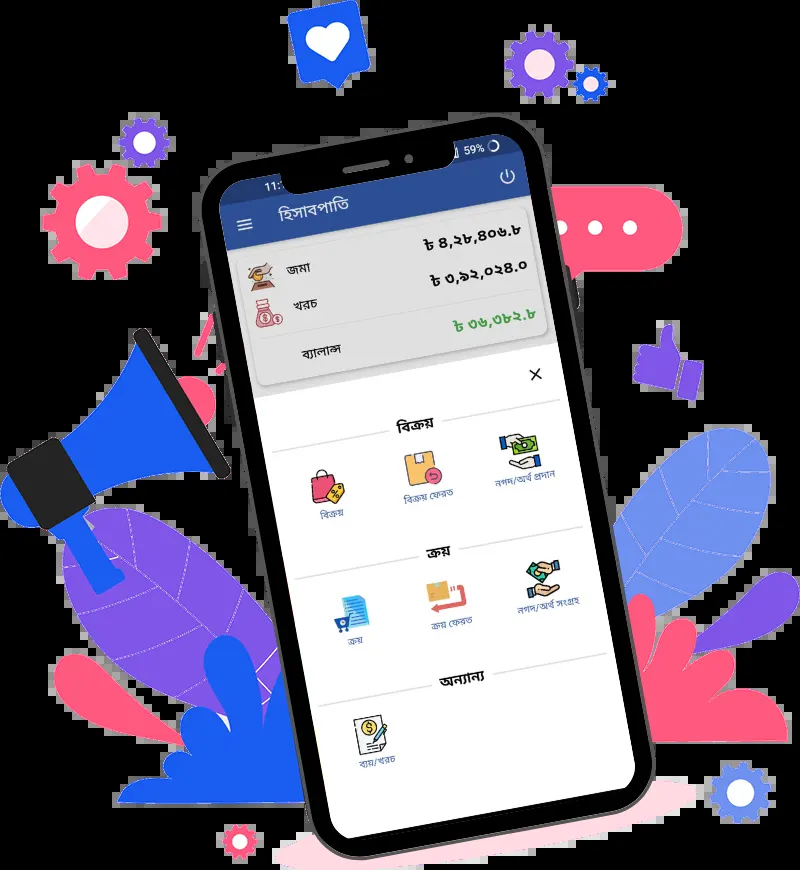 59%
হিসাবপাতি
জমা ৳ ৪,২৮,৪০৬.৮
খরচ ৳ ৩,৯২,০২৪.০
ব্যালান্স ৳ ৩৬,৩৮২.৮
বিক্রয়
বিক্রয় বিক্রয় ফেরত নগদ/অর্থ প্রদান
ক্রয়
ক্রয় ক্রয় ফেরত নগদ/অর্থ সংগ্রহ
অন্যান্য
ব্যয়/খরচ